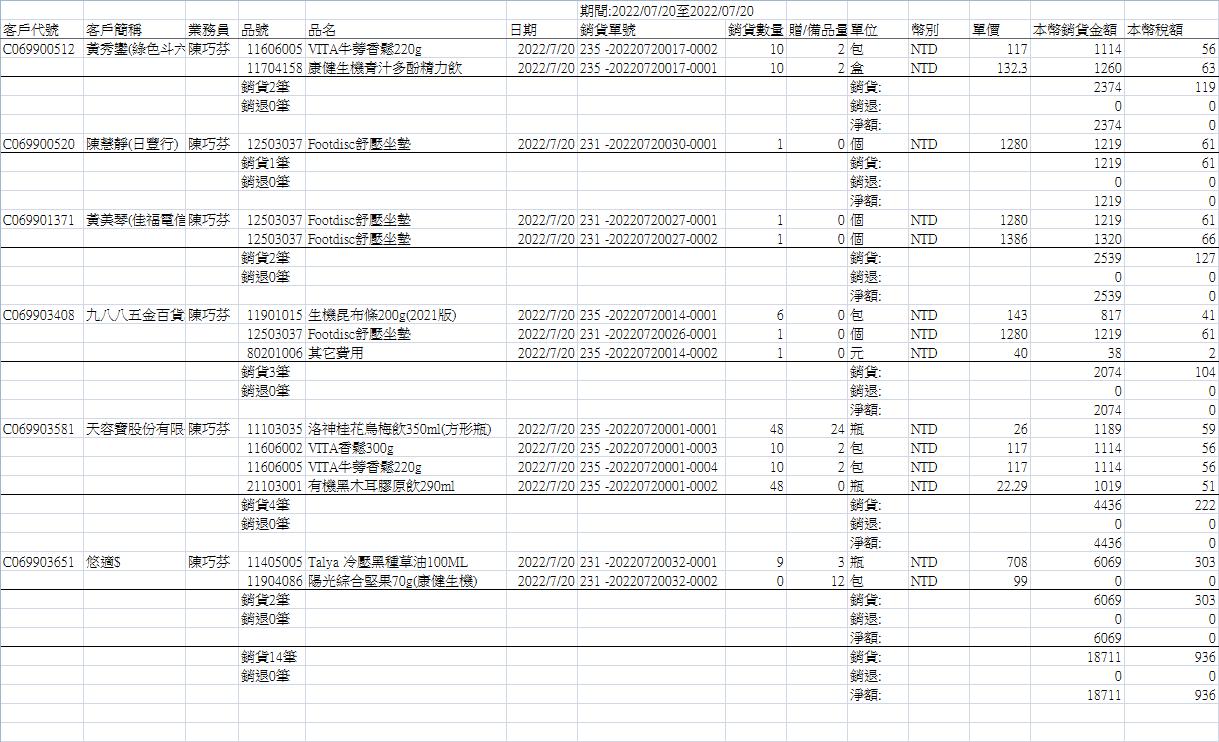 期間:2022/07/20至2022/07/20
客戶代號 客戶簡稱 業務員 品號 品名 日期 銷貨單號 銷貨數量 贈/備品量 單位 幣別 單價 本幣銷貨金額 本幣稅額
C069900512 黃秀鑾(綠色斗六 陳巧芬 11606005 VITA牛蒡香鬆220g 2022/7/20 235 -20220720017-0002 10 2 包 NTD 117 1114 56
11704158 康健生機青汁多酚精力飲 2022/7/20 235 -20220720017-0001 10 2 盒 NTD 132.3 1260 63
銷貨2筆 銷貨: 2374 119
銷退0筆 銷退: 0 0
淨額: 2374 0
C069900520 陳慧靜(日豐行) 陳巧芬 12503037 Footdisc舒壓坐墊 2022/7/20 231 -20220720030-0001 1 0 個 NTD 1280 1219 61
銷貨1筆 銷貨: 1219 61
銷退0筆 銷退: 0 0
淨額: 1219 0
C069901371 黃美琴(佳福電信 陳巧芬 12503037 Footdisc舒壓坐墊 2022/7/20 231 -20220720027-0001 1 0 個 NTD 1280 1219 61
12503037 Footdisc舒壓坐墊 2022/7/20 231 -20220720027-0002 1 0 個 NTD 1386 1320 66
銷貨2筆 銷貨: 2539 127
銷退0筆 銷退: 0 0
淨額: 2539 0
C069903408 九八八五金百貨 陳巧芬 11901015 生機昆布條200g(2021版) 2022/7/20 235 -20220720014-0001 6 0 包 NTD 143 817 41
12503037 Footdisc舒壓坐墊 2022/7/20 231 -20220720026-0001 1 0 個 NTD 1280 1219 61
80201006 其它費用 2022/7/20 235 -20220720014-0002 1 0 元 NTD 40 38 2
銷貨3筆 銷貨: 2074 104
銷退0筆 銷退: 0 0
淨額: 2074 0
C069903581 天容寶股份有限 陳巧芬 11103035 洛神桂花烏梅飲350ml(方形瓶) 2022/7/20 235 -20220720001-0001 48 24 瓶 NTD 26 1189 59
11606002 VITA香鬆300g 2022/7/20 235 -20220720001-0003 10 2 包 NTD 117 1114 56
11606005 VITA牛蒡香鬆220g 2022/7/20 235 -20220720001-0004 10 2 包 NTD 117 1114 56
21103001 有機黑木耳膠原飲290ml 2022/7/20 235 -20220720001-0002 48 0 瓶 NTD 22.29 1019 51
銷貨4筆 銷貨: 4436 222
銷退0筆 銷退: 0 0
淨額: 4436 0
C069903651 悠適$ 陳巧芬 11405005 Talya 冷壓黑種草油100ML 2022/7/20 231 -20220720032-0001 9 3 瓶 NTD 708 6069 303
11904086 陽光綜合堅果70g(康健生機) 2022/7/20 231 -20220720032-0002 0 12 包 NTD 99 0 0
銷貨2筆 銷貨: 6069 303
銷退0筆 銷退: 0 0
淨額: 6069 0
銷貨14筆 銷貨: 18711 936
銷退0筆 銷退: 0 0
淨額: 18711 936